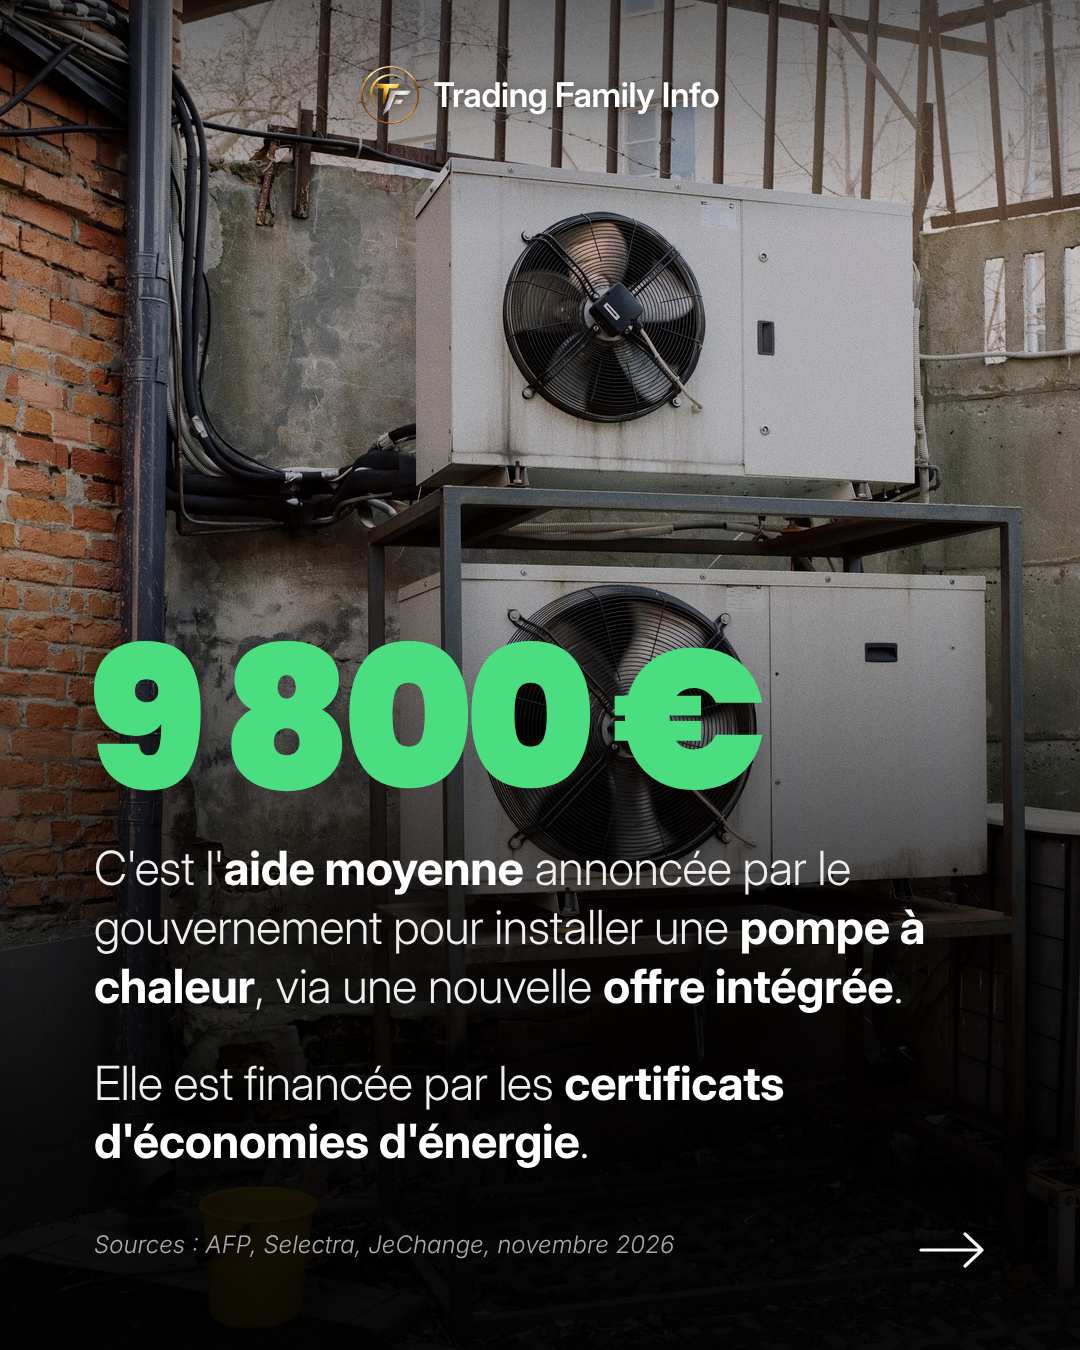 Trading Family Info
9 800 €
C'est l'aide moyenne annoncée par le
gouvernement pour installer une pompe à
chaleur, via une nouvelle offre intégrée.
Elle est financée par les certificats
d'économies d'énergie.
Sources : AFP, Selectra, JeChange, novembre 2026